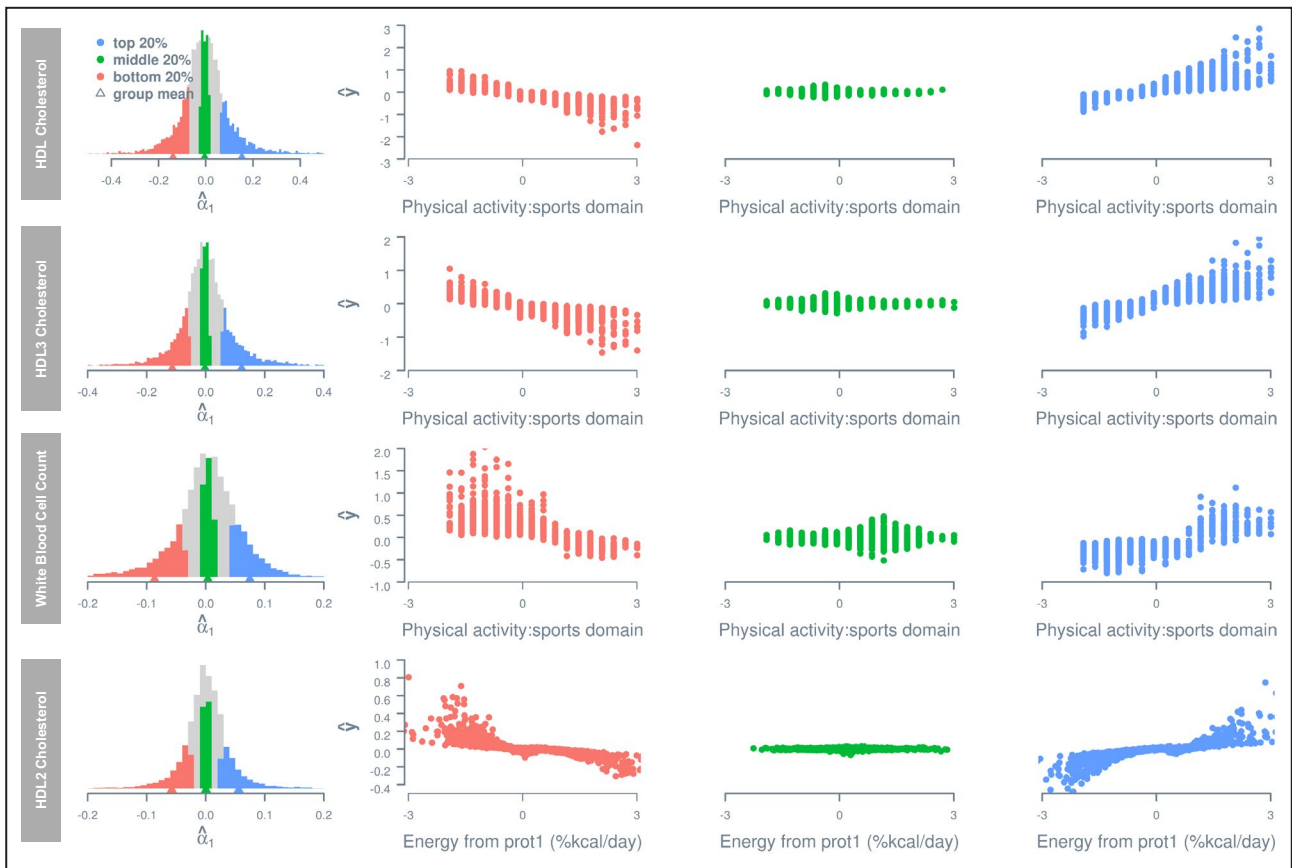 HDL Cholesterol
top 20%
middle 20%
bottom 20%
group mean
-0.4 -0.2 0.0 0.2 0.4
α̂1
ŷ
3
2
1
0
-1
-2
-3
-3 0 3
Physical activity:sports domain
-3 0 3
Physical activity:sports domain
-3 0 3
Physical activity:sports domain
HDL3 Cholesterol
-0.4 -0.2 0.0 0.2 0.4
α̂1
ŷ
2
1
0
-1
-2
-3 0 3
Physical activity:sports domain
-3 0 3
Physical activity:sports domain
-3 0 3
Physical activity:sports domain
White Blood Cell Count
-0.2 -0.1 0.0 0.1 0.2
α̂1
ŷ
2.0
1.5
1.0
0.5
0.0
-0.5
-1.0
-3 0 3
Physical activity:sports domain
-3 0 3
Physical activity:sports domain
-3 0 3
Physical activity:sports domain
HDL2 Cholesterol
-0.2 -0.1 0.0 0.1 0.2
α̂1
ŷ
1.0
0.8
0.6
0.4
0.2
0.0
-0.2
-0.4
-3 0 3
Energy from prot1 (%kcal/day)
-3 0 3
Energy from prot1 (%kcal/day)
-3 0 3
Energy from prot1 (%kcal/day)